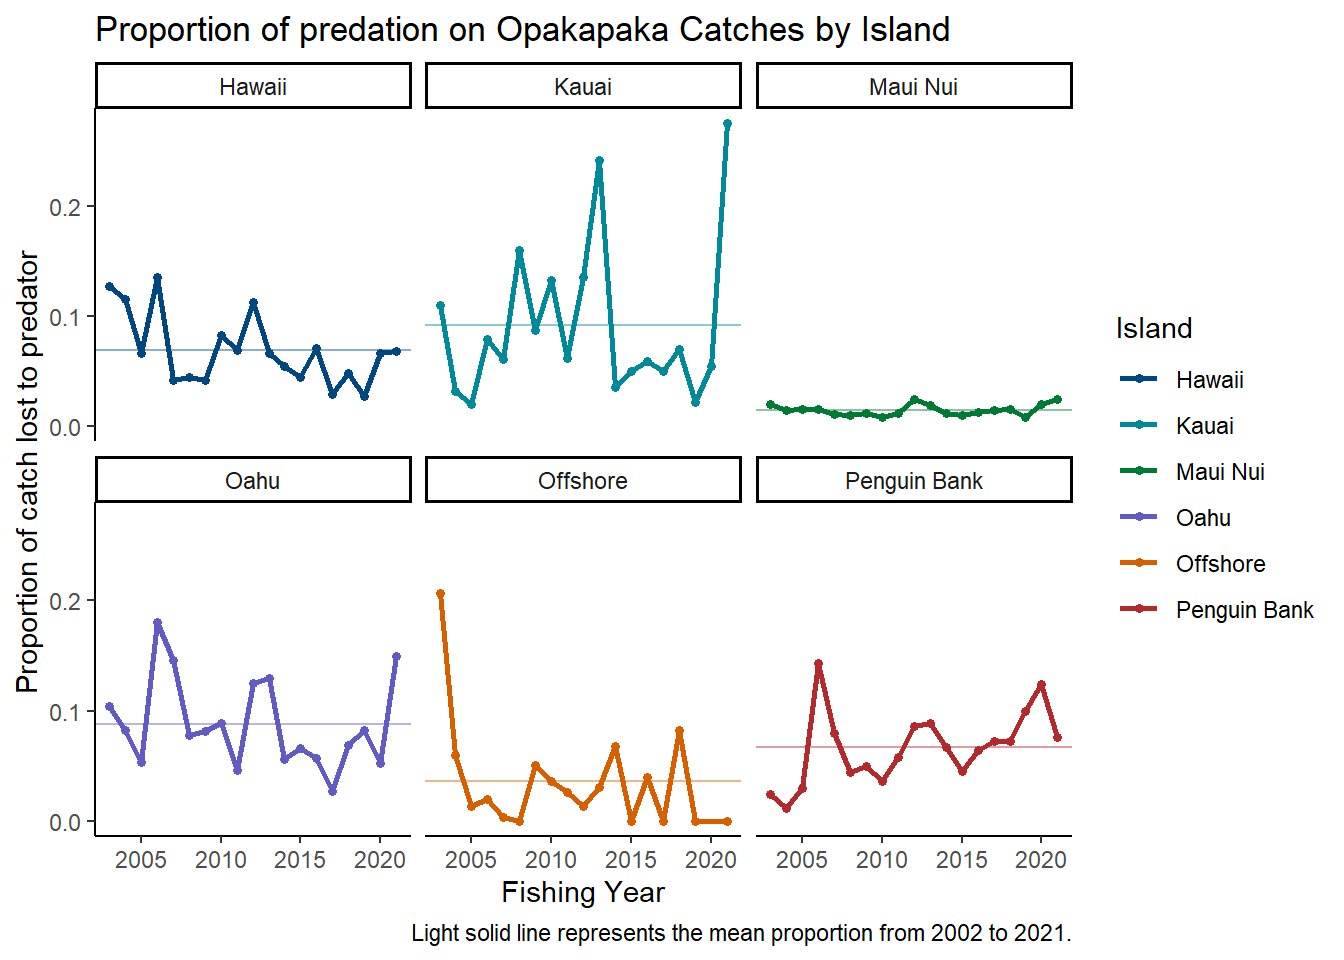 Proportion of predation on Opakapaka Catches by Island
Hawaii
Kauai
Maui Nui
0.2
0.1
0.0
Oahu
Offshore
Penguin Bank
0.2
0.1
0.0
2005 2010 2015 2020
2005 2010 2015 2020
2005 2010 2015 2020
Proportion of catch lost to predator
Fishing Year
Light solid line represents the mean proportion from 2002 to 2021.
Island
Hawaii
Kauai
Maui Nui
Oahu
Offshore
Penguin Bank